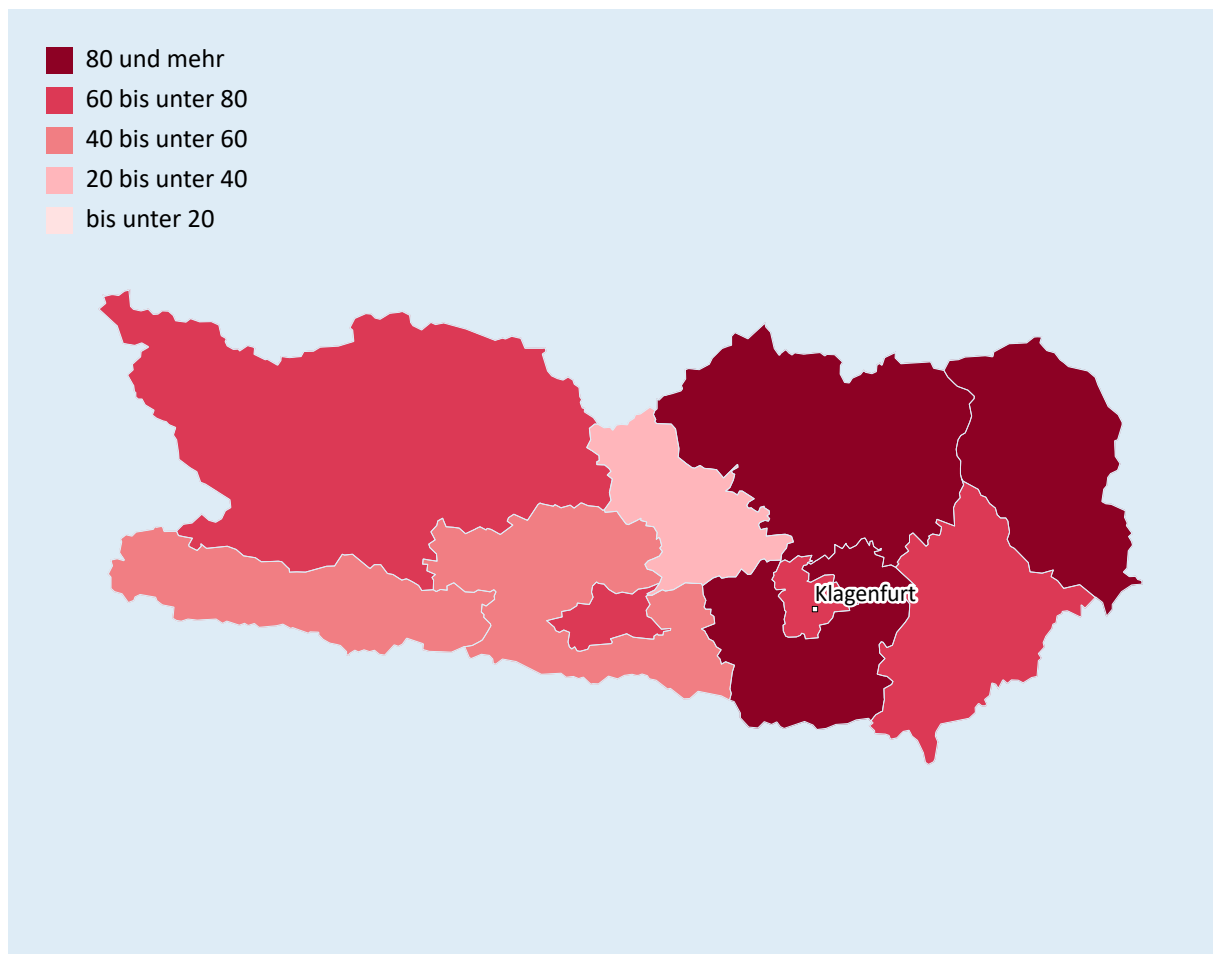 80 und mehr
60 bis unter 80
40 bis unter 60
20 bis unter 40
bis unter 20
Klagenfurt